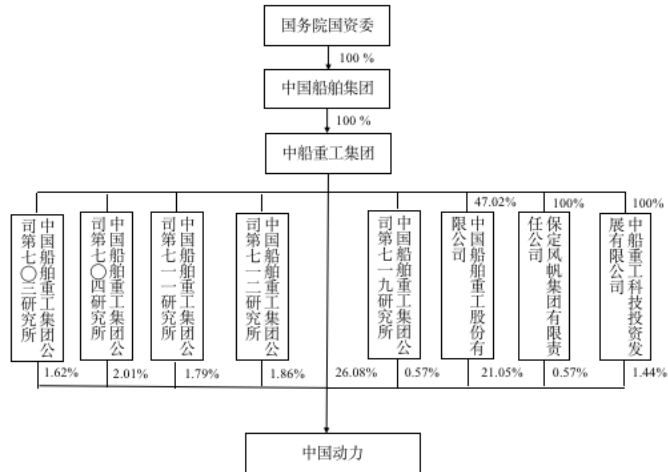 国务院国资委
100 %
中国船舶集团
100 %
中船重工集团
47.02%
100%
100%
中国船舶重工集团公
司第七〇三研究所
中国船舶重工集团公
司第七〇四研究所
中国船舶重工集团公
司第七一一研究所
中国船舶重工集团公
司第七一二研究所
中国船舶重工集团公
司第七一九研究所
中国船舶重工股份有
限公司
保定风帆集团有限责
任公司
中船重工科技投资发
展有限公司
1.62%
2.01%
1.79%
1.86%
26.08%
0.57%
21.05%
0.57%
1.44%
中国动力